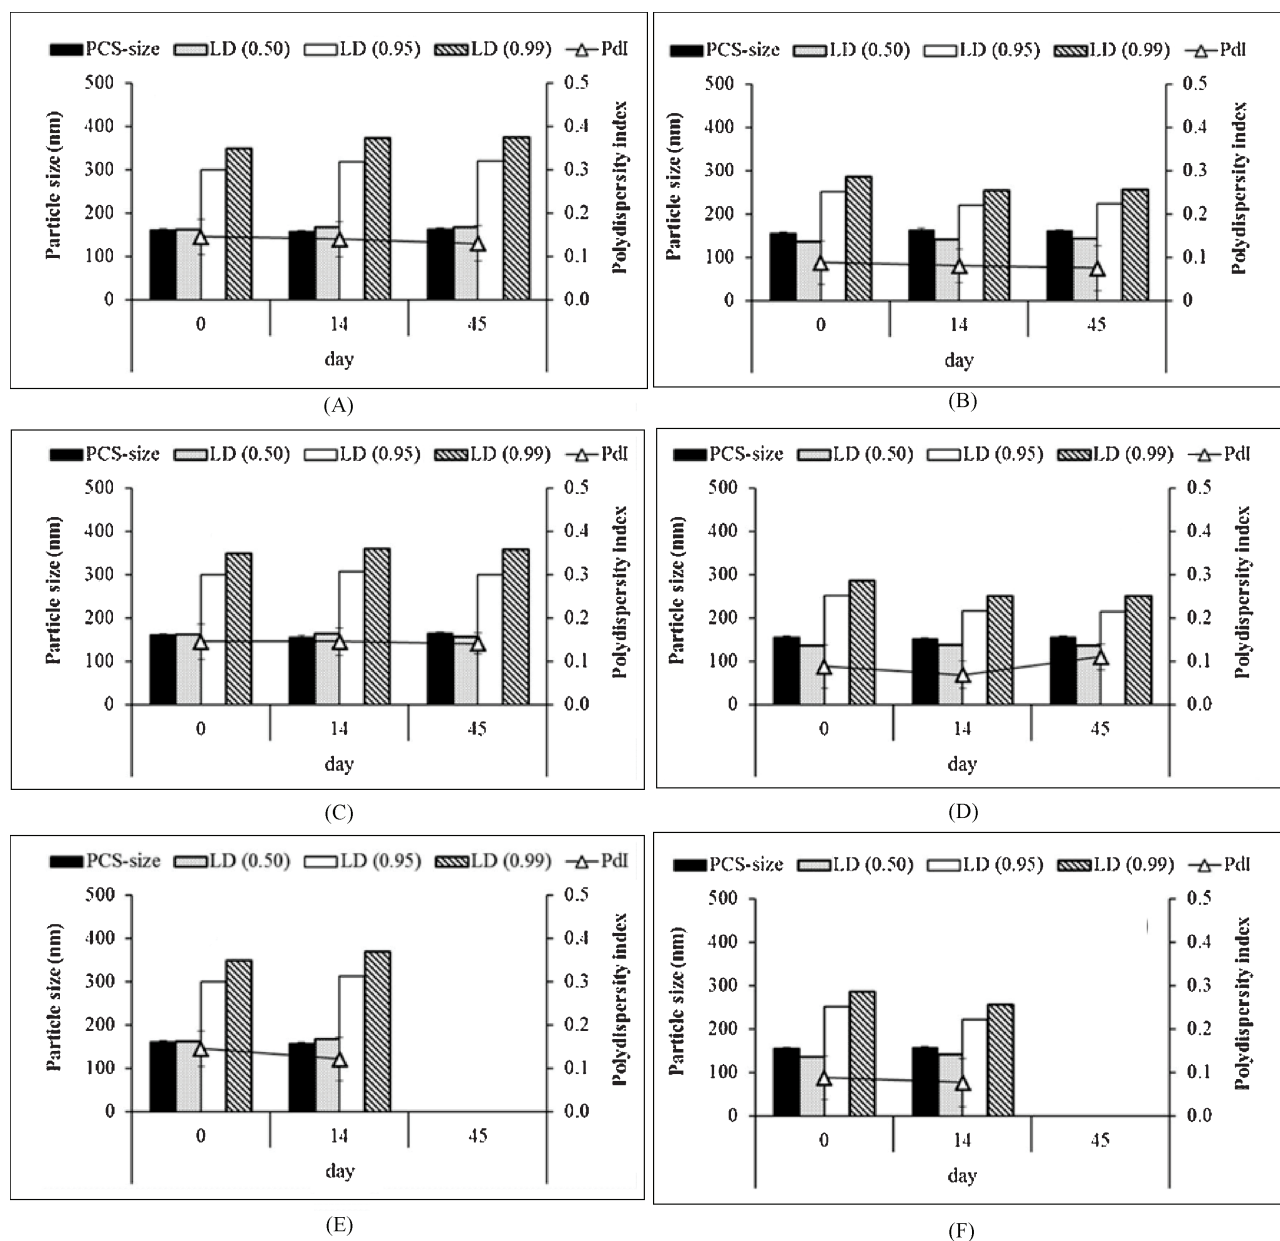 PCS-size LD (0.50) LD (0.95) LD (0.99) PdI
Particle size (nm)
500
400
300
200
100
0
0.5
0.4
0.3
0.2
0.1
0.0
Polydispersity index
0 14 45
day
(A)
PCS-size LD (0.50) LD (0.95) LD (0.99) PdI
Particle size (nm)
500
400
300
200
100
0
0.5
0.4
0.3
0.2
0.1
0
Polydispersity index
0 14 45
day
(B)
PCS-size LD (0.50) LD (0.95) LD (0.99) PdI
Particle size (nm)
500
400
300
200
100
0
0.5
0.4
0.3
0.2
0.1
0.0
Polydispersity index
0 14 45
day
(C)
PCS-size LD (0.50) LD (0.95) LD (0.99) PdI
Particle size (nm)
500
400
300
200
100
0
0.5
0.4
0.3
0.2
0.1
0.0
Polydispersity index
0 14 45
day
(D)
PCS-size LD (0.50) LD (0.95) LD (0.99) PdI
Particle size (nm)
500
400
300
200
100
0
0.5
0.4
0.3
0.2
0.1
0.0
Polydispersity index
0 14 45
day
(E)
PCS-size LD (0.50) LD (0.95) LD (0.99) PdI
Particle size (nm)
500
400
300
200
100
0
0.5
0.4
0.3
0.2
0.1
0.0
Polydispersity index
0 14 45
day
(F)